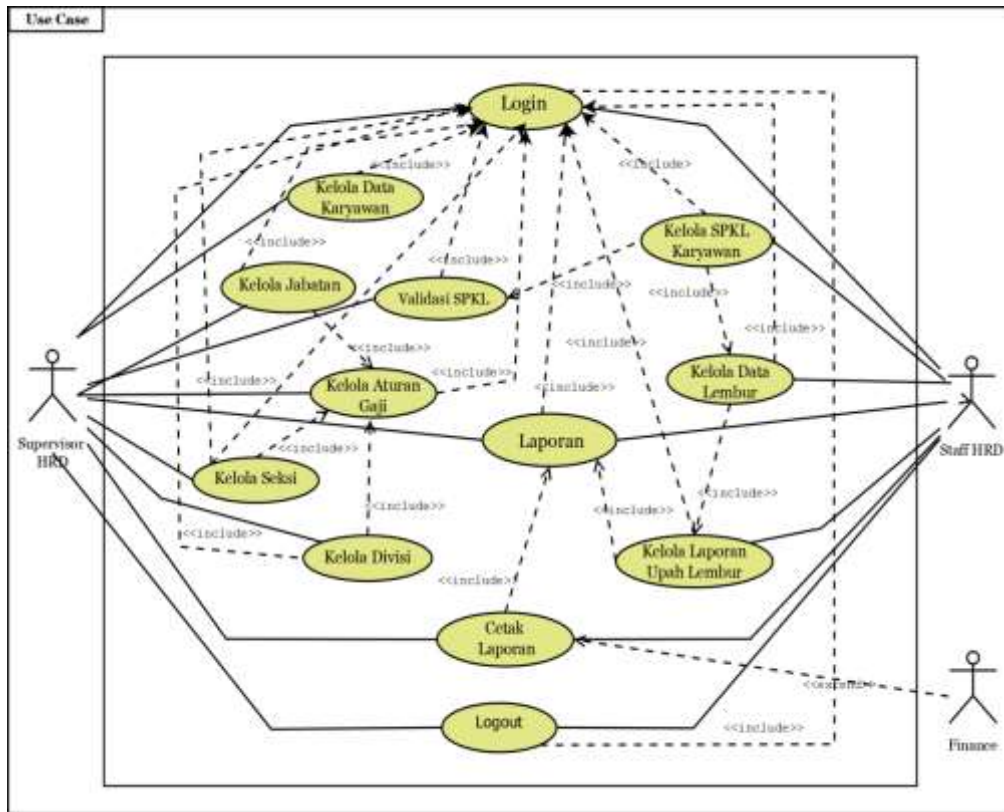 Use Case
Login
<<include>>
<<include>
Kelola Data
Karyawan
Kelola SPKL
Karyawan
<<include>>
<<include>>
Kelola Jabatan
Validasi SPKL
<<include>>
<<include>>
<<include>>
<<include>>
<<include>>
<<include>>
<<include>>
Kelola Aturan
Gaji
Kelola Data
Lembur
<<include>>
Supervisor
HRD
Laporan
Staff HRD
<<include>>
Kelola Seksi
<<include>>
<<include>>
<<include>>
<<include>>
Kelola Divisi
Kelola Laporan
Upah Lembur
<<include>>
Cetak
Laporan
<<extend>>
Logout
<<include>>
Finance